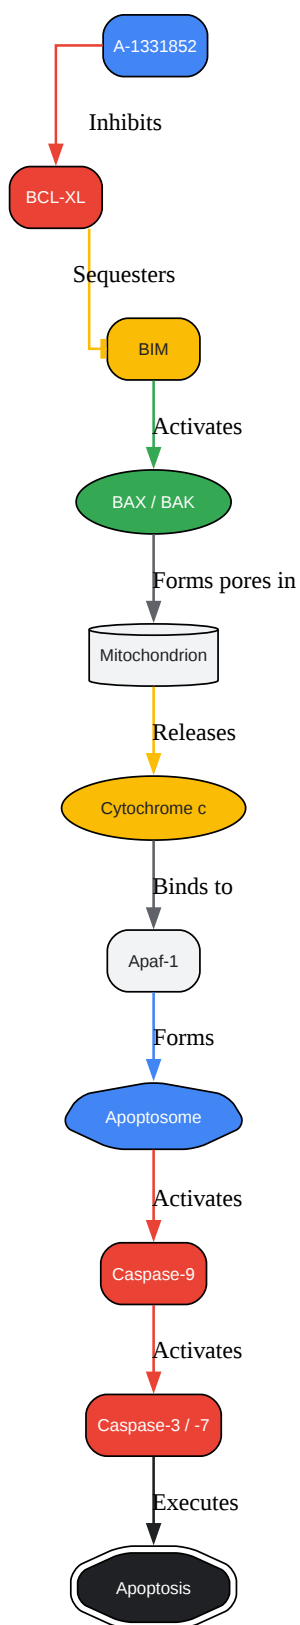 A-1331852
Inhibits
BCL-XL
Sequesters
BIM
Activates
BAX / BAK
Forms pores in
Mitochondrion
Releases
Cytochrome c
Binds to
Apaf-1
Forms
Apoptosome
Activates
Caspase-9
Activates
Caspase-3 / -7
Executes
Apoptosis